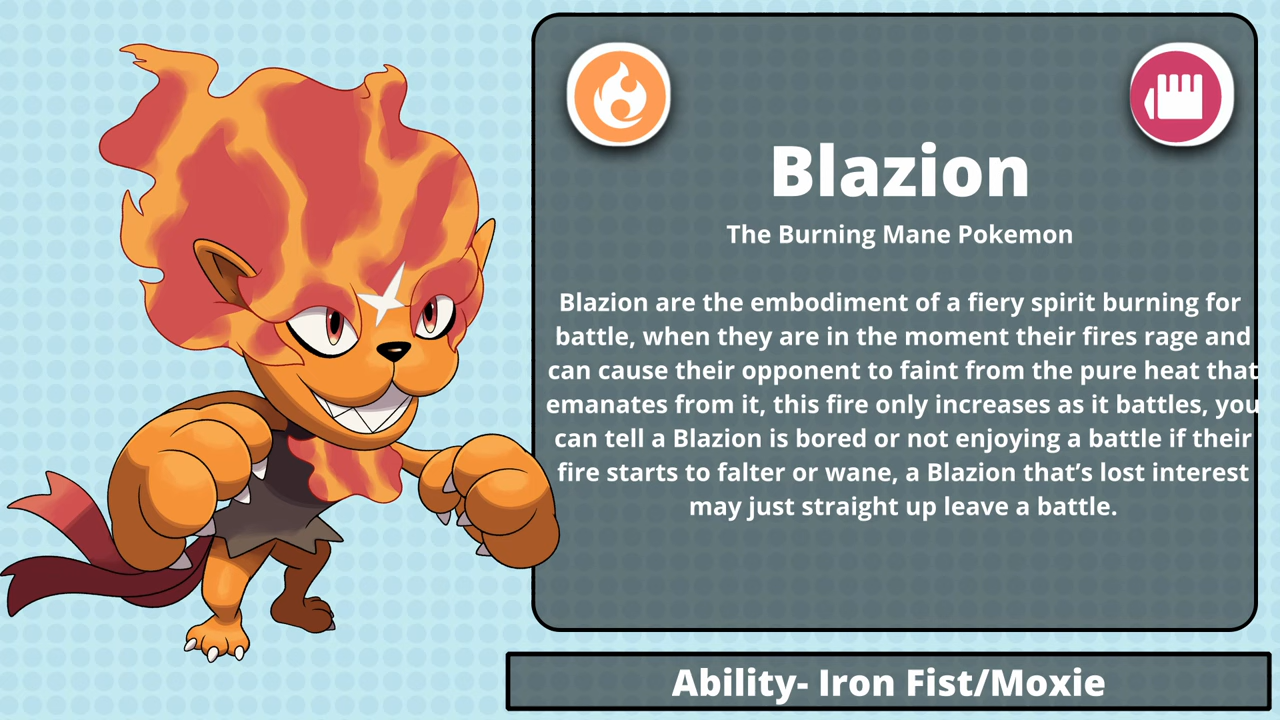 Blazion
The Burning Mane Pokemon
Blazion are the embodiment of a fiery spirit burning for
battle, when they are in the moment their fires rage and
can cause their opponent to faint from the pure heat that
emanates from it, this fire only increases as it battles, you
can tell a Blazion is bored or not enjoying a battle if their
fire starts to falter or wane, a Blazion that’s lost interest
may just straight up leave a battle.
Ability- Iron Fist/Moxie